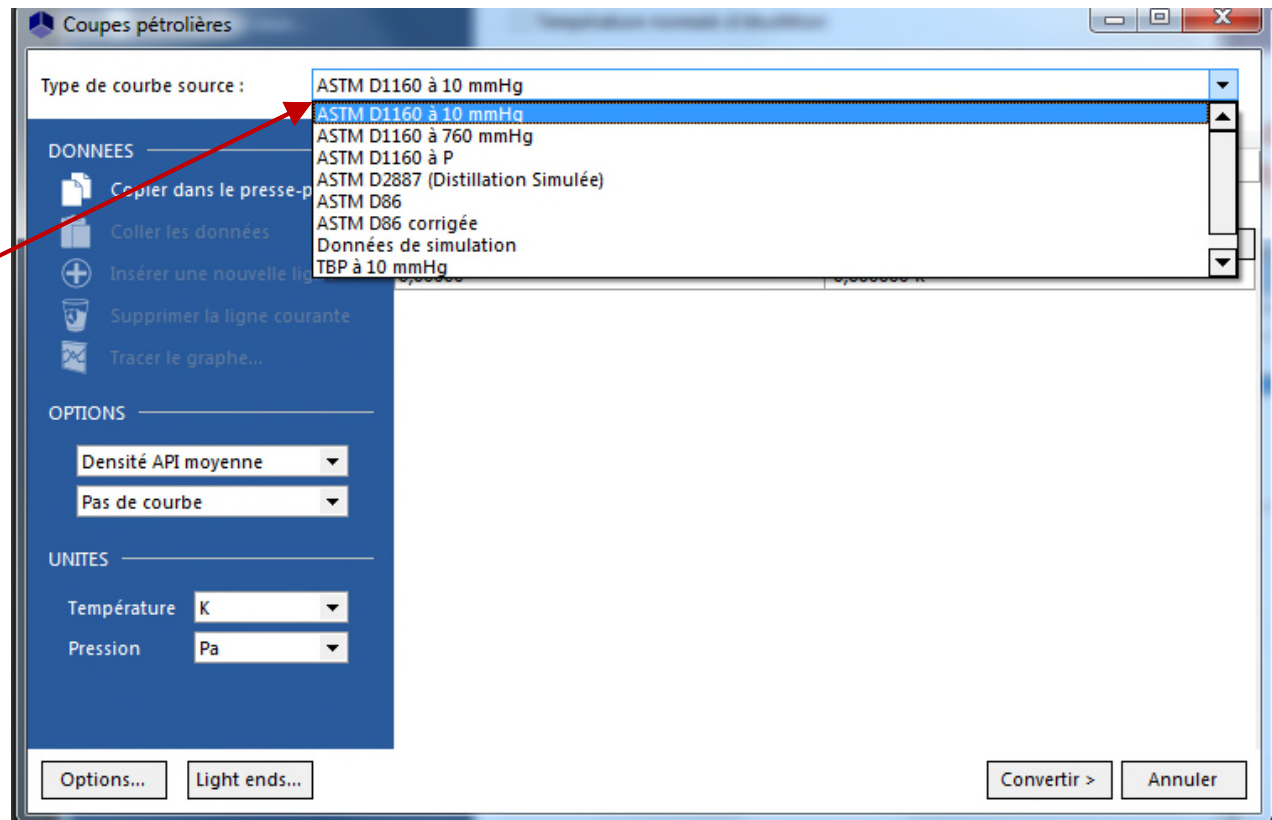 Coupes pétrolières
Type de courbe source :
ASTM D1160 à 10 mmHg
ASTM D1160 à 10 mmHg
ASTM D1160 à 760 mmHg
ASTM D1160 à P
ASTM D2887 (Distillation Simulée)
ASTM D86
ASTM D86 corrigée
Données de simulation
TBP à 10 mmHg
DONNEES
Copier dans le presse-p
Coller les données
Insérer une nouvelle lig
Supprimer la ligne courante
Tracer le graphe...
OPTIONS
Densité API moyenne
Pas de courbe
UNITES
Température K
Pression Pa
Options... Light ends... Convertir > Annuler